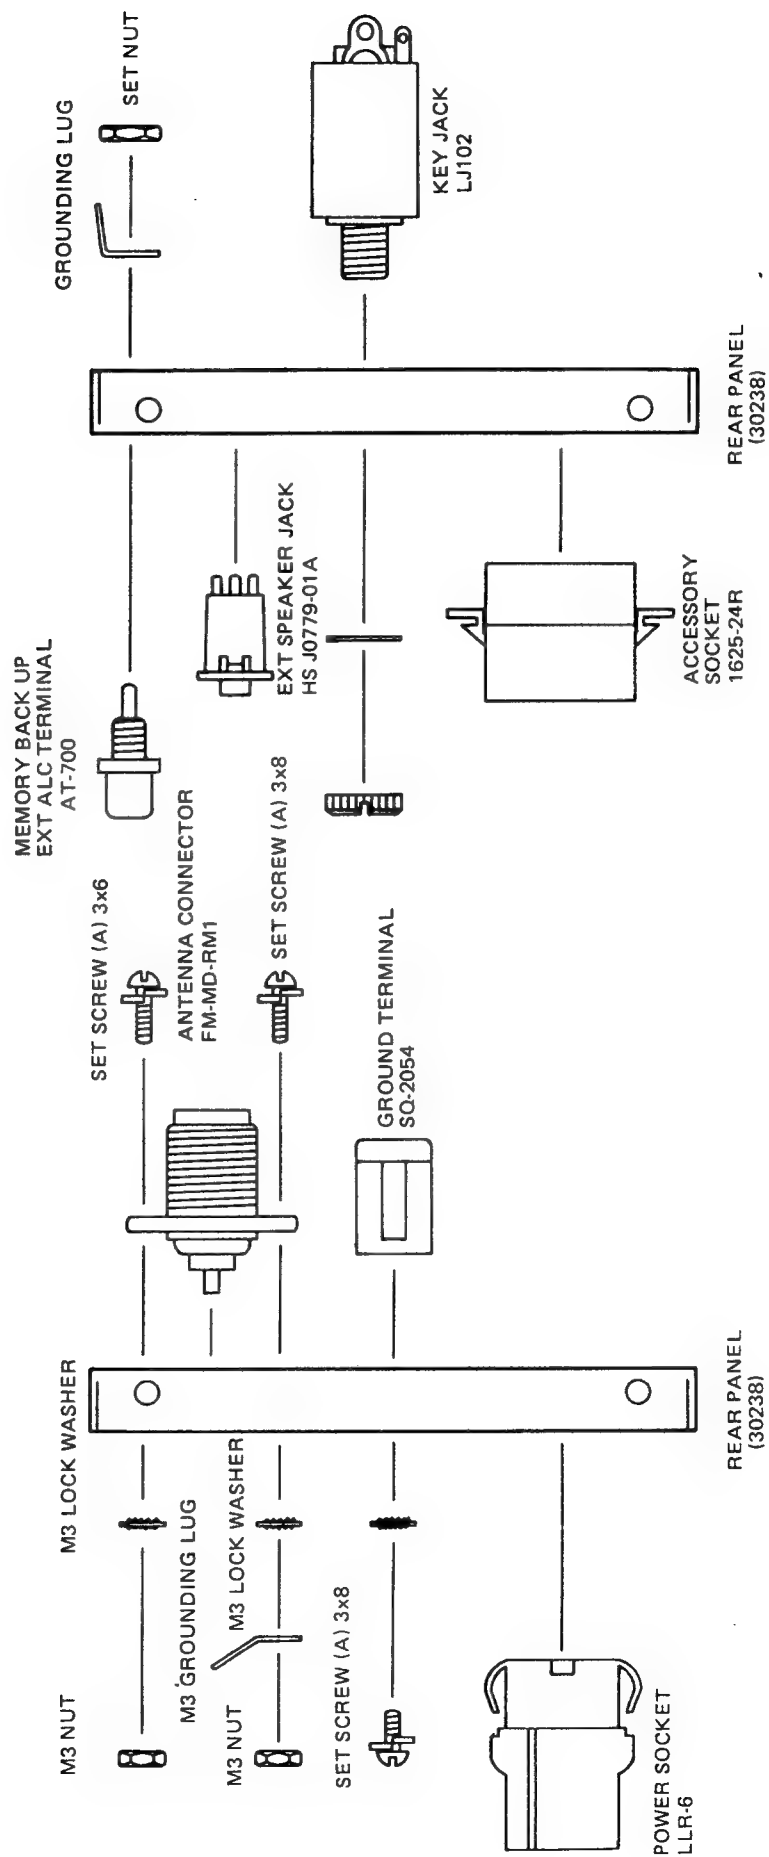 M3 NUT
M3 LOCK WASHER
SET SCREW (A) 3x6
MEMORY BACK UP
EXT ALC TERMINAL
AT-700
GROUNDING LUG
SET NUT
M3 GROUNDING LUG
ANTENNA CONNECTOR
FM-MD-RM1
M3 NUT
M3 LOCK WASHER
SET SCREW (A) 3x8
EXT SPEAKER JACK
HS J0779-01A
SET SCREW (A) 3x8
GROUND TERMINAL
SQ-2054
KEY JACK
LJ102
POWER SOCKET
LLR-6
REAR PANEL
(30238)
ACCESSORY
SOCKET
1625-24R
REAR PANEL
(30238)